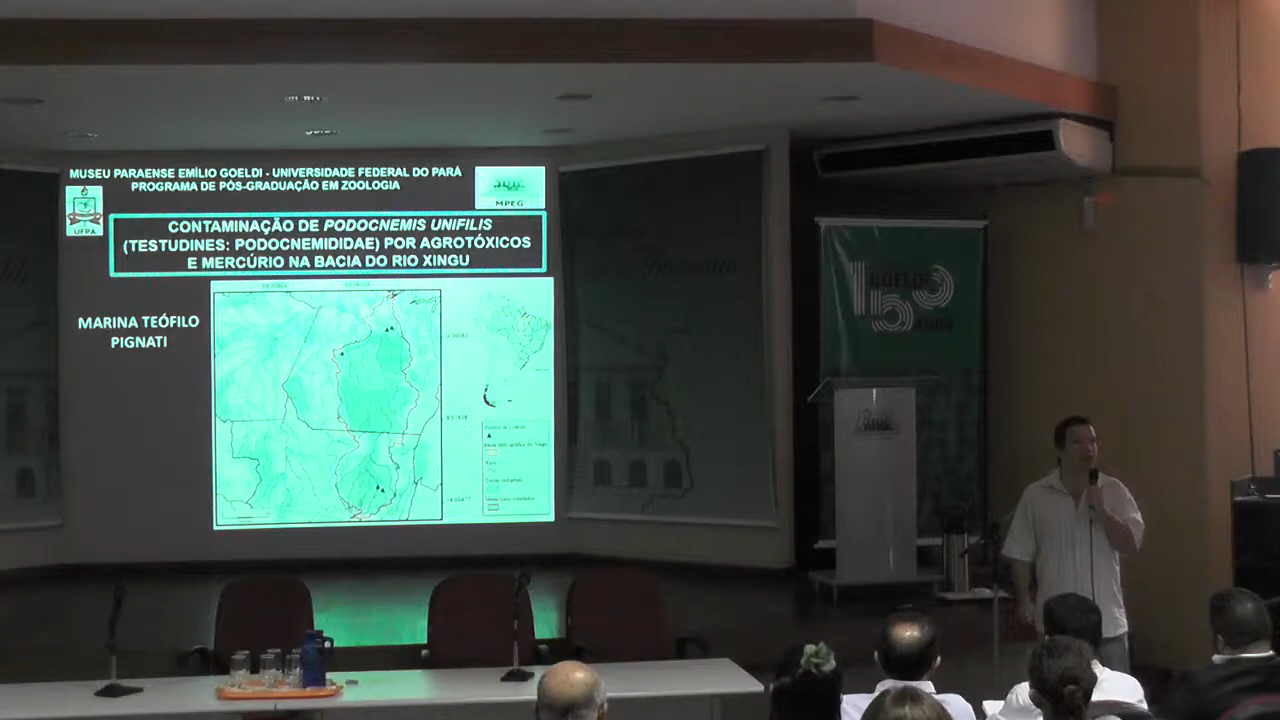 MUSEU PARAENSE EMÍLIO GOELDI - UNIVERSIDADE FEDERAL DO PARÁ
PROGRAMA DE PÓS-GRADUAÇÃO EM ZOOLOGIA
UFPA
MPEG
CONTAMINAÇÃO DE PODOCNEMIS UNIFILIS
(TESTUDINES: PODOCNEMIDIDAE) POR AGROTÓXICOS
E MERCÚRIO NA BACIA DO RIO XINGU
MARINA TEÓFILO
PIGNATI
150
GOELDI
ANOS